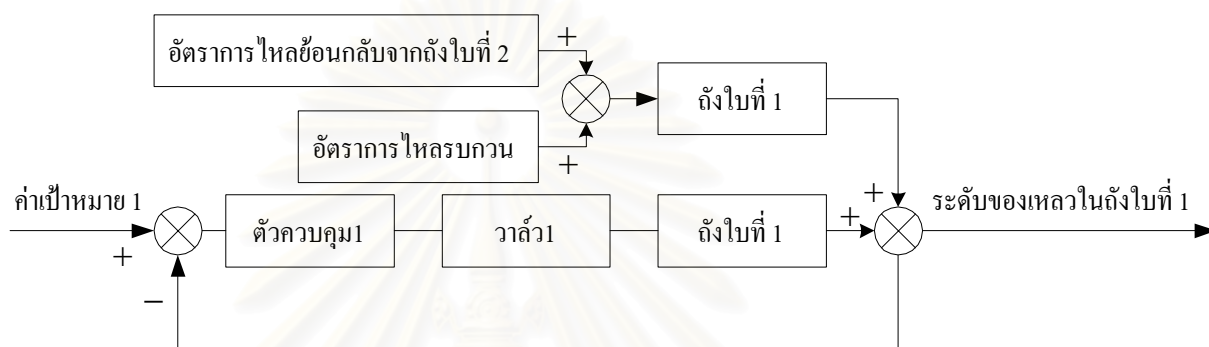 อัตราการไหลย้อนกลับจากถังใบที่ 2
+
ถังใบที่ 1
อัตราการไหลรบกวน
+
ค่าเป้าหมาย 1
+
ระดับของเหลวในถังใบที่ 1
ตัวควบคุม1
วาล์ว1
ถังใบที่ 1
+
+
−